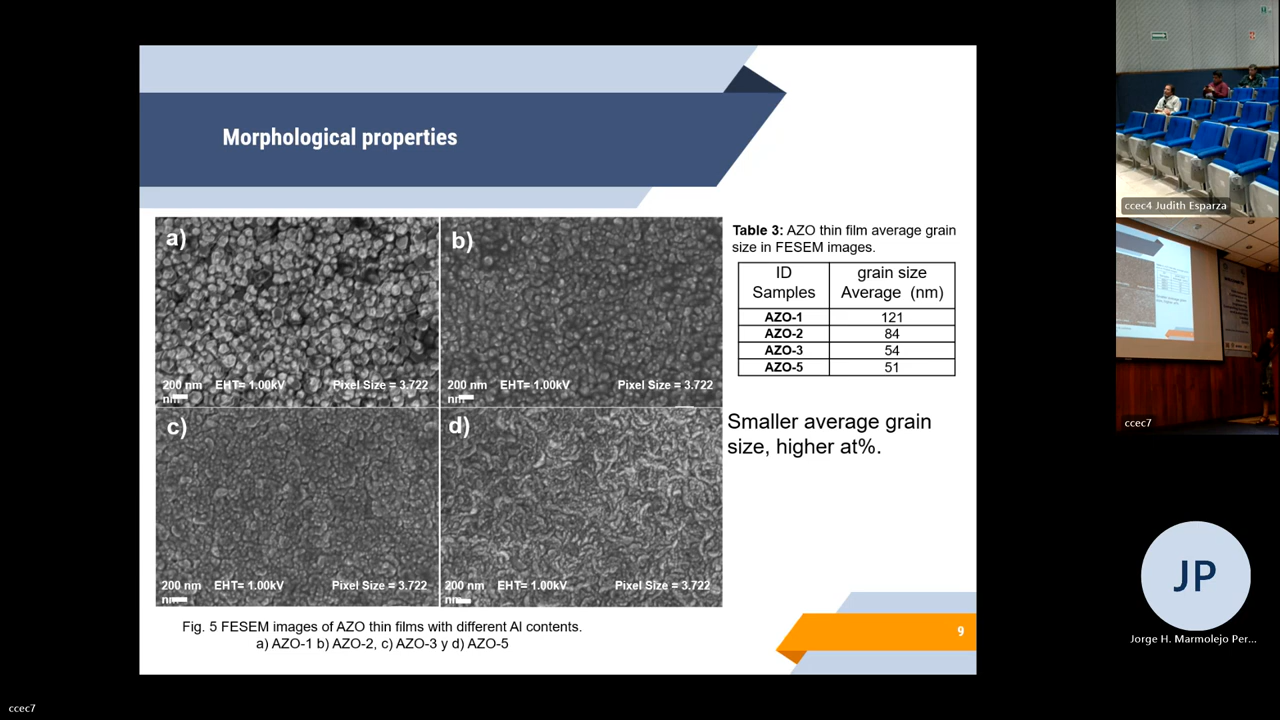 Morphological properties
a)
200 nm EHT= 1.00kV Pixel Size = 3.722
nm
b)
200 nm EHT= 1.00kV Pixel Size = 3.722
nm
c)
200 nm EHT= 1.00kV Pixel Size = 3.722
nm
d)
200 nm EHT= 1.00kV Pixel Size = 3.722
nm
Fig. 5 FESEM images of AZO thin films with different Al contents.
a) AZO-1 b) AZO-2, c) AZO-3 y d) AZO-5
Table 3: AZO thin film average grain
size in FESEM images.
ID Samples grain size Average (nm)
AZO-1 121
AZO-2 84
AZO-3 54
AZO-5 51
Smaller average grain
size, higher at%.
9
ccec4 Judith Esparza
ccec7
JP
Jorge H. Marmolejo Per...
ccec7